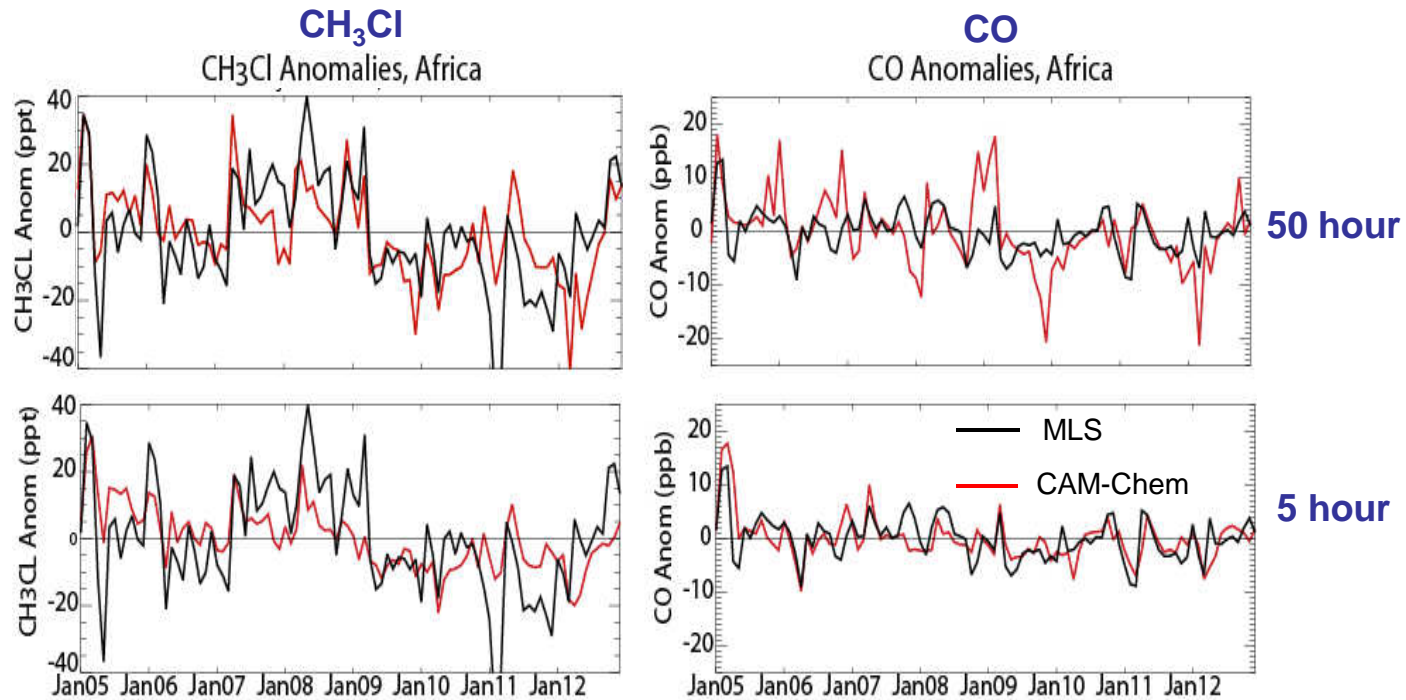 CH₃Cl
CO
CH3Cl Anomalies, Africa
CO Anomalies, Africa
CH3CL Anom (ppt)
40
20
0
-20
-40
CO Anom (ppb)
20
10
0
-10
-20
50 hour
CH3CL Anom (ppt)
40
20
0
-20
-40
Jan05 Jan06 Jan07 Jan08 Jan09 Jan10 Jan11 Jan12
CO Anom (ppb)
20
10
0
-10
-20
Jan05 Jan06 Jan07 Jan08 Jan09 Jan10 Jan11 Jan12
MLS
CAM-Chem
5 hour